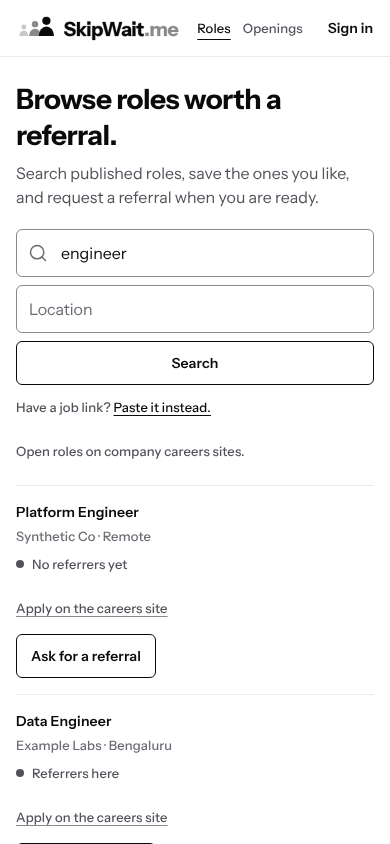 SkipWait.me
Roles
Openings
Sign in
Browse roles worth a
referral.
Search published roles, save the ones you like,
and request a referral when you are ready.
engineer
Location
Search
Have a job link? Paste it instead.
Open roles on company careers sites.
Platform Engineer
Synthetic Co · Remote
No referrers yet
Apply on the careers site
Ask for a referral
Data Engineer
Example Labs · Bengaluru
Referrers here
Apply on the careers site